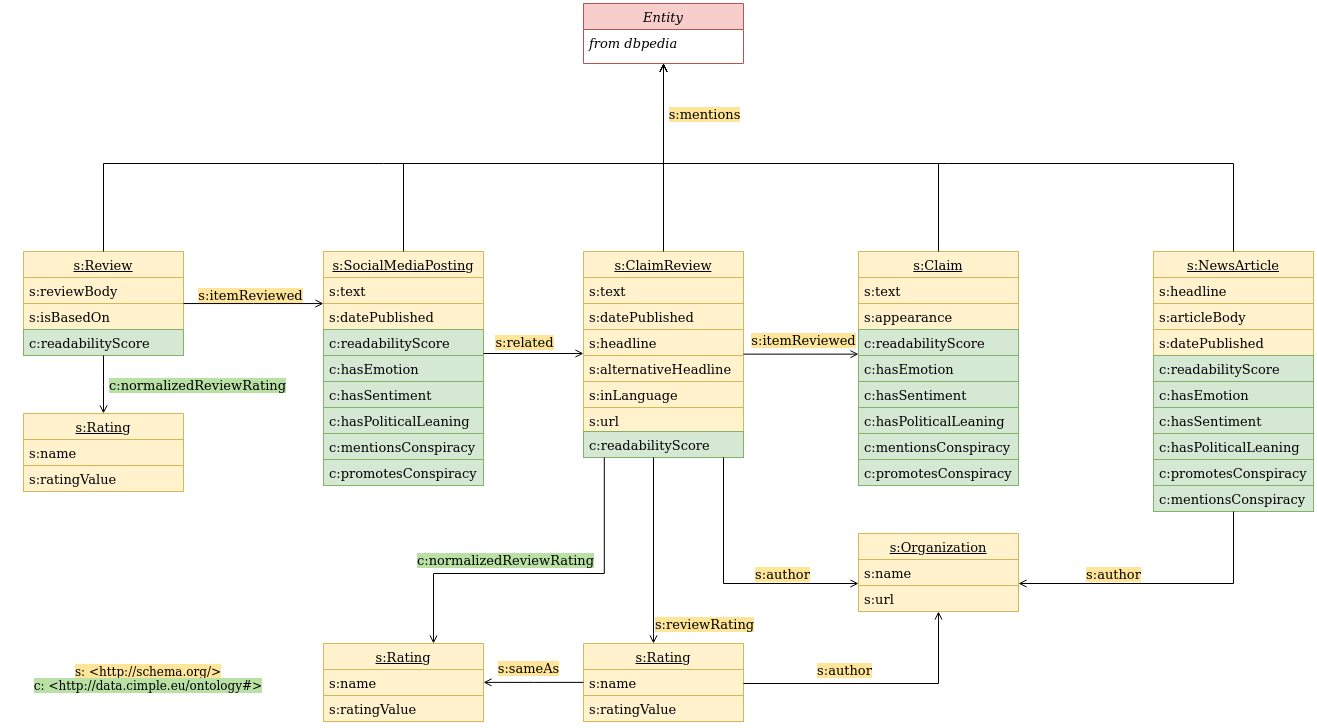 Entity
from dbpedia
s:mentions
s:Review
s:reviewBody
s:isBasedOn
c:readabilityScore
s:itemReviewed
s:SocialMediaPosting
s:text
s:datePublished
c:readabilityScore
c:hasEmotion
c:hasSentiment
c:hasPoliticalLeaning
c:mentionsConspiracy
c:promotesConspiracy
s:related
s:ClaimReview
s:text
s:datePublished
s:headline
s:alternativeHeadline
s:inLanguage
s:url
c:readabilityScore
s:itemReviewed
s:Claim
s:text
s:appearance
c:readabilityScore
c:hasEmotion
c:hasSentiment
c:hasPoliticalLeaning
c:mentionsConspiracy
c:promotesConspiracy
s:NewsArticle
s:headline
s:articleBody
s:datePublished
c:readabilityScore
c:hasEmotion
c:hasSentiment
c:hasPoliticalLeaning
c:promotesConspiracy
c:mentionsConspiracy
c:normalizedReviewRating
s:Rating
s:name
s:ratingValue
c:normalizedReviewRating
s:author
s:Organization
s:name
s:url
s:author
s:reviewRating
s:Rating
s:name
s:ratingValue
s:sameAs
s:Rating
s:name
s:ratingValue
s:author
s: <http://schema.org/>
c: <http://data.cimple.eu/ontology#>